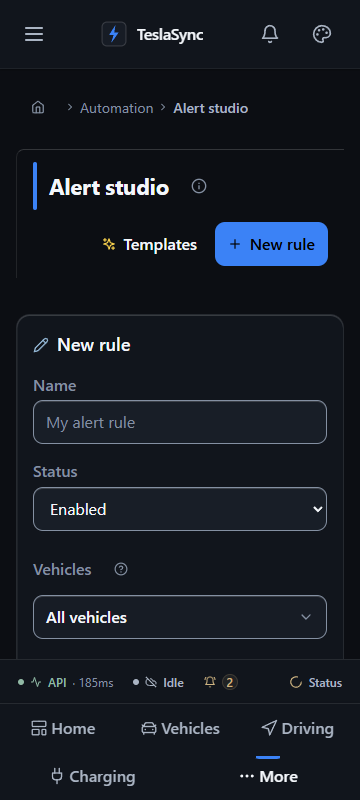 TeslaSync
Automation
Alert studio
Alert studio
Templates
New rule
New rule
Name
My alert rule
Status
Enabled
Vehicles
All vehicles
API · 185ms
Idle
2
Status
Home
Vehicles
Driving
Charging
More